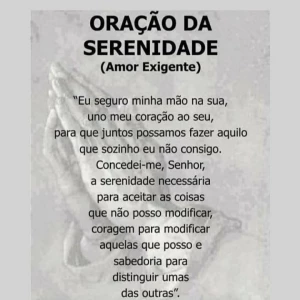 ORAÇÃO DA
SERENIDADE
(Amor Exigente)
“Eu seguro minha mão na sua,
uno meu coração ao seu,
para que juntos possamos fazer aquilo
que sozinho eu não consigo.
Concedei-me, Senhor,
a serenidade necessária
para aceitar as coisas
que não posso modificar,
coragem para modificar
aquelas que posso e
sabedoria para
distinguir umas
das outras”.